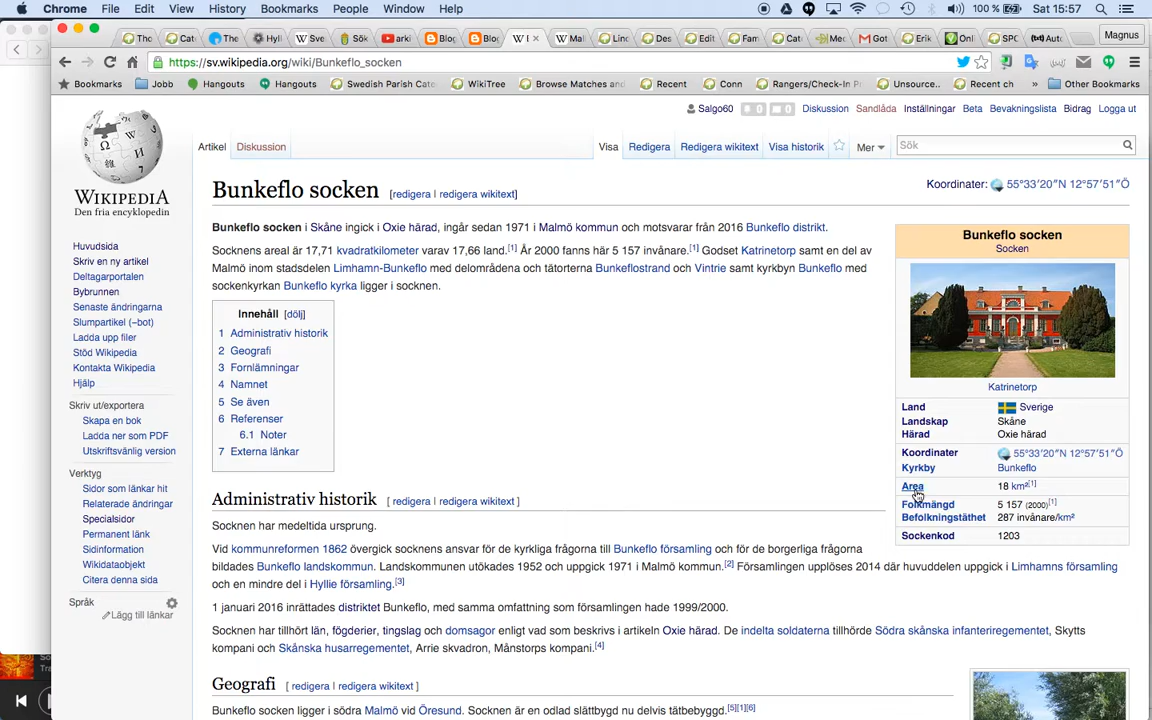 Chrome File Edit View History Bookmarks People Window Help 100 % Sat 15:57
Tho Cat The Hyll Sve Sök arki Blog Blog W E Mal Lin Des Edit Fam Cat Mec Got Erik Onl SPC Auto Magnus
https://sv.wikipedia.org/wiki/Bunkeflo_socken
Bookmarks Jobb Hangouts Hangouts Swedish Parish Cate WikiTree Browse Matches and Recent Conn Rangers/Check-In P Unsource.. Recent ch » Other Bookmarks
Salgo60 0 0 Diskussion Sandlåda Inställningar Beta Bevakningslista Bidrag Logga ut
Artikel Diskussion Visa Redigera Redigera wikitext Visa historik Mer Sök
WIKIPEDIA
Den fria encyklopedin
Huvudsida
Skriv en ny artikel
Deltagarportalen
Bybrunnen
Senaste ändringarna
Slumpartikel (−bot)
Ladda upp filer
Stöd Wikipedia
Kontakta Wikipedia
Hjälp
Skriv ut/exportera
Skapa en bok
Ladda ner som PDF
Utskriftsvänlig version
Verktyg
Sidor som länkar hit
Relaterade ändringar
Specialsidor
Permanent länk
Sidinformation
Wikidataobjekt
Citera denna sida
Språk
Lägg till länkar
Bunkeflo socken [redigera | redigera wikitext]
Koordinater: 55°33′20″N 12°57′51″Ö
Bunkeflo socken i Skåne ingick i Oxie härad, ingår sedan 1971 i Malmö kommun och motsvarar från 2016 Bunkeflo distrikt.
Socknens areal är 17,71 kvadratkilometer varav 17,66 land.[1] År 2000 fanns här 5 157 invånare.[1] Godset Katrinetorp samt en del av
Malmö inom stadsdelen Limhamn-Bunkeflo med delområdena och tätorterna Bunkeflostrand och Vintrie samt kyrkbyn Bunkeflo med
sockenkyrkan Bunkeflo kyrka ligger i socknen.
Innehåll [dölj]
1 Administrativ historik
2 Geografi
3 Fornlämningar
4 Namnet
5 Se även
6 Referenser
6.1 Noter
7 Externa länkar
Bunkeflo socken
Socken
Katrinetorp
Land Sverige
Landskap Skåne
Härad Oxie härad
Koordinater 55°33′20″N 12°57′51″Ö
Kyrkby Bunkeflo
Area 18 km²[1]
Folkmängd 5 157 (2000)[1]
Befolkningstäthet 287 invånare/km²
Sockenkod 1203
Administrativ historik [ redigera | redigera wikitext ]
Socknen har medeltida ursprung.
Vid kommunreformen 1862 övergick socknens ansvar för de kyrkliga frågorna till Bunkeflo församling och för de borgerliga frågorna
bildades Bunkeflo landskommun. Landskommunen utökades 1952 och uppgick 1971 i Malmö kommun.[2] Församlingen upplöses 2014 där huvuddelen uppgick i Limhamns församling
och en mindre del i Hyllie församling.[3]
1 januari 2016 inrättades distriktet Bunkeflo, med samma omfattning som församlingen hade 1999/2000.
Socknen har tillhört län, fögderier, tingslag och domsagor enligt vad som beskrivs i artikeln Oxie härad. De indelta soldaterna tillhörde Södra skånska infanteriregementet, Skytts
kompani och Skånska husarregementet, Arrie skvadron, Månstorps kompani.[4]
Geografi [ redigera | redigera wikitext ]
Bunkeflo socken ligger i södra Malmö vid Öresund. Socknen är en odlad slättbygd nu delvis tätbebyggd.[5][1][6]